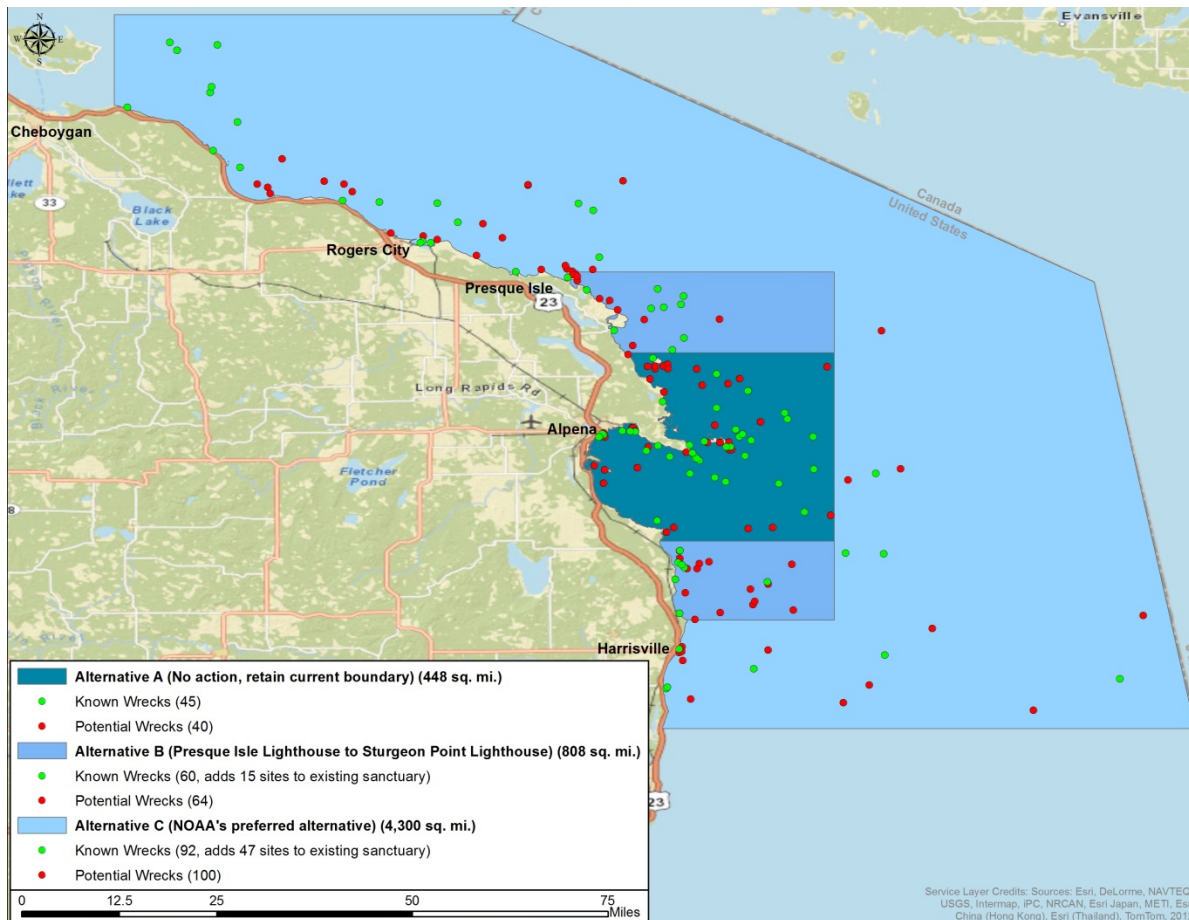 Evansville
N
W E
S
Cheboygan
33
Black
Lake
Canada
United States
Rogers City
Presque Isle
23
Long Rapids Rd
Alpena
Fletcher
Pond
Harrisville
23
Alternative A (No action, retain current boundary) (448 sq. mi.)
Known Wrecks (45)
Potential Wrecks (40)
Alternative B (Presque Isle Lighthouse to Sturgeon Point Lighthouse) (808 sq. mi.)
Known Wrecks (60, adds 15 sites to existing sanctuary)
Potential Wrecks (64)
Alternative C (NOAA's preferred alternative) (4,300 sq. mi.)
Known Wrecks (92, adds 47 sites to existing sanctuary)
Potential Wrecks (100)
0 12.5 25 50 75
Miles
Service Layer Credits: Sources: Esri, DeLorme, NAVTEQ
USGS, Intermap, iPC, NRCAN, Esri Japan, METI, Esri
China (Hong Kong), Esri (Thailand), TomTom, 201